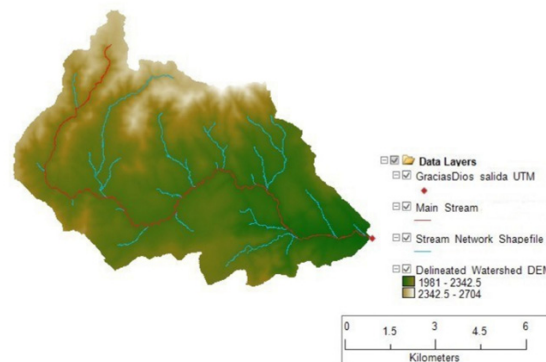 Data Layers
GraciasDios salida UTM
Main Stream
Stream Network Shapefile
Delineated Watershed DEM
1981 - 2342.5
2342.5 - 2704
0 1.5 3 4.5 6
Kilometers